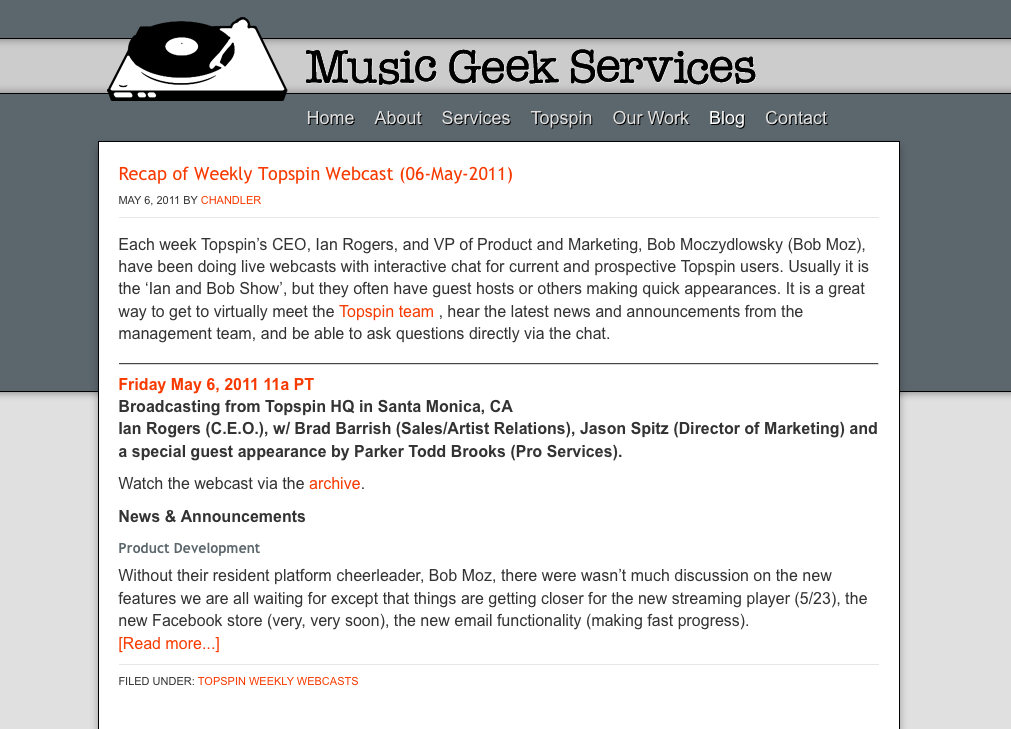 Music Geek Services
Home About Services Topspin Our Work Blog Contact
Recap of Weekly Topspin Webcast (06-May-2011)
MAY 6, 2011 BY CHANDLER
Each week Topspin’s CEO, Ian Rogers, and VP of Product and Marketing, Bob Moczydlowsky (Bob Moz),
have been doing live webcasts with interactive chat for current and prospective Topspin users. Usually it is
the ‘Ian and Bob Show’, but they often have guest hosts or others making quick appearances. It is a great
way to get to virtually meet the Topspin team , hear the latest news and announcements from the
management team, and be able to ask questions directly via the chat.
Friday May 6, 2011 11a PT
Broadcasting from Topspin HQ in Santa Monica, CA
Ian Rogers (C.E.O.), w/ Brad Barrish (Sales/Artist Relations), Jason Spitz (Director of Marketing) and
a special guest appearance by Parker Todd Brooks (Pro Services).
Watch the webcast via the archive.
News & Announcements
Product Development
Without their resident platform cheerleader, Bob Moz, there were wasn’t much discussion on the new
features we are all waiting for except that things are getting closer for the new streaming player (5/23), the
new Facebook store (very, very soon), the new email functionality (making fast progress).
[Read more...]
FILED UNDER: TOPSPIN WEEKLY WEBCASTS